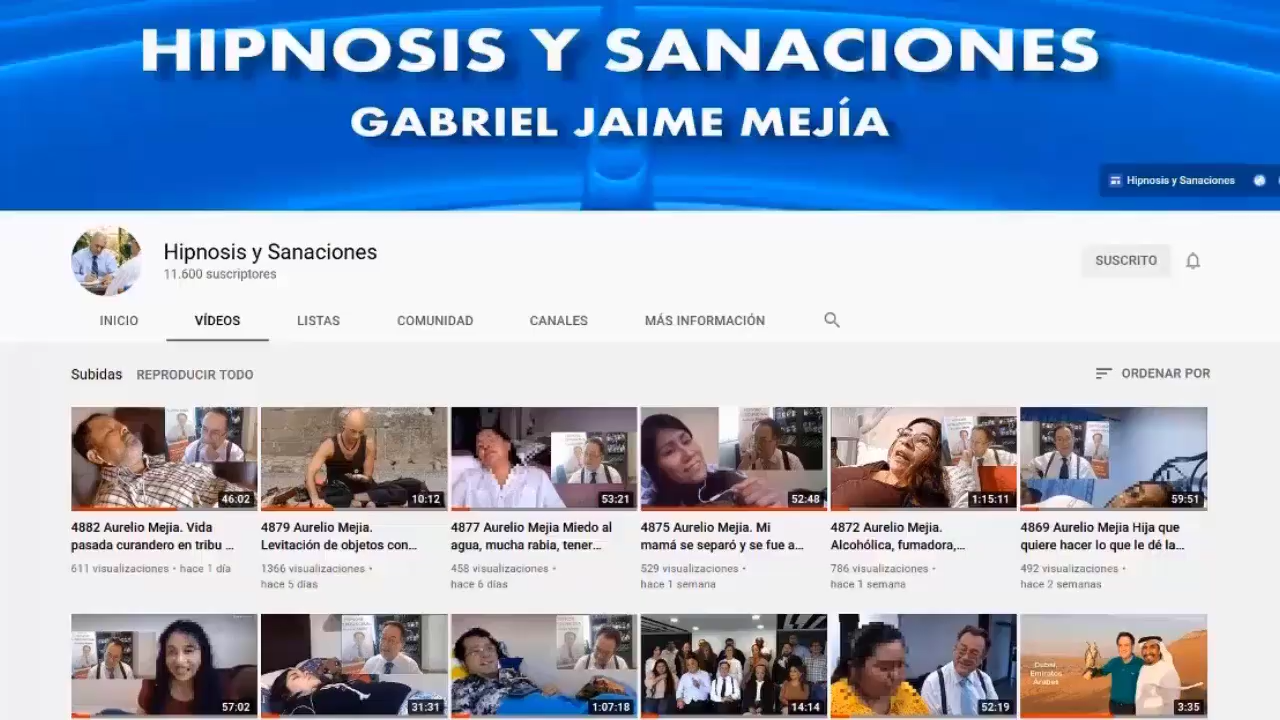 HIPNOSIS Y SANACIONES
GABRIEL JAIME MEJÍA
Hipnosis y Sanaciones
Hipnosis y Sanaciones
11.600 suscriptores
SUSCRITO
INICIO
VÍDEOS
LISTAS
COMUNIDAD
CANALES
MÁS INFORMACIÓN
Subidas
REPRODUCIR TODO
ORDENAR POR
46:02
10:12
53:21
52:48
1:15:11
59:51
4882 Aurelio Mejia. Vida
pasada curandero en tribu ...
611 visualizaciones • hace 1 día
4879 Aurelio Mejia.
Levitación de objetos con...
1366 visualizaciones •
hace 5 días
4877 Aurelio Mejia Miedo al
agua, mucha rabia, tener...
458 visualizaciones •
hace 6 días
4875 Aurelio Mejia. Mi
mamá se separó y se fue a...
529 visualizaciones •
hace 1 semana
4872 Aurelio Mejia.
Alcohólica, fumadora,...
786 visualizaciones •
hace 1 semana
4869 Aurelio Mejia Hija que
quiere hacer lo que le dé la...
492 visualizaciones •
hace 2 semanas
57:02
31:31
1:07:18
14:14
52:19
Dubai,
Emiratos
Arabes
3:35